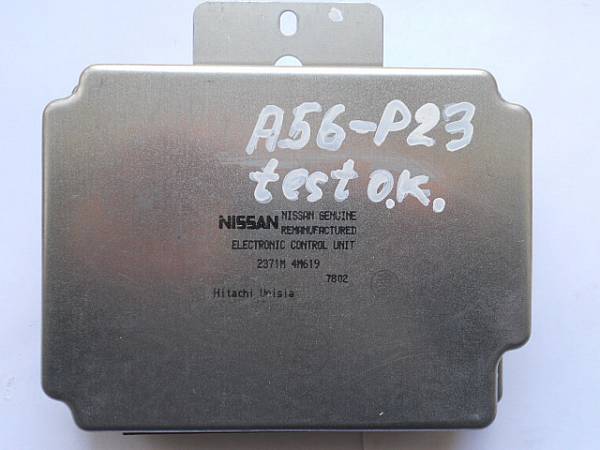 A56-P23
test O.K.
NISSAN NISSAN GENUINE
REMANUFACTURED
ELECTRONIC CONTROL UNIT
2371M 4M619
7802
Hitachi Unisia